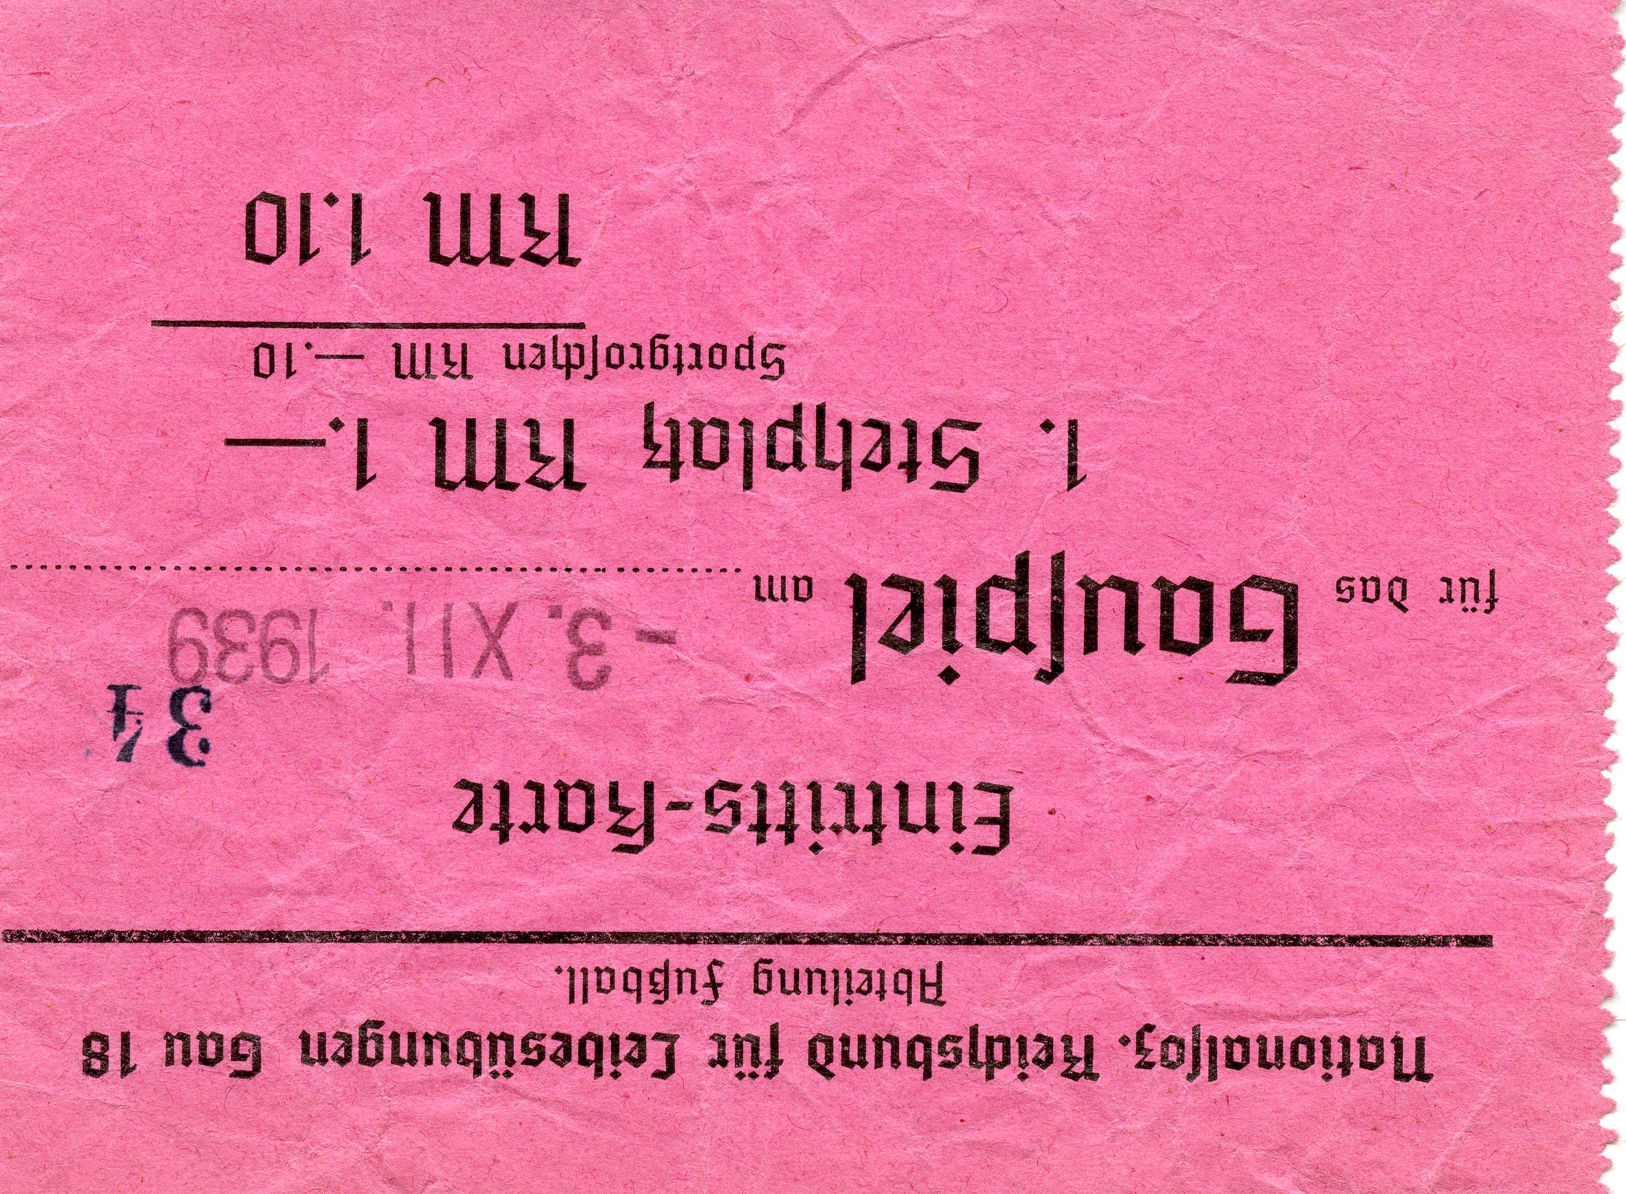 Nationalsoz. Reichsbund für Leibesübungen Gau 18
Abteilung Fußball.
Eintritts-Karte
34
für das Gauspiel am - 3. XII. 1939
1. Stehplatz RM 1.—
Sportgroschen RM —.10
RM 1.10